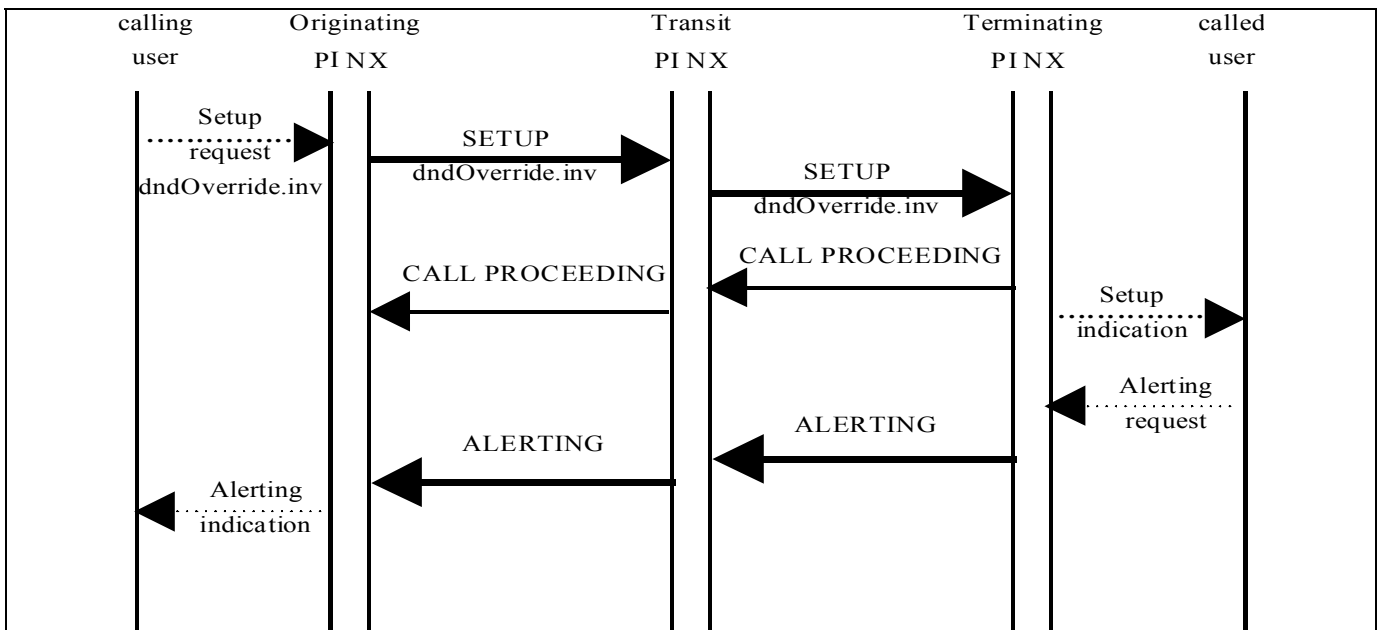 calling user
Originating PINX
Transit PINX
Terminating PINX
called user
Setup request
dndOverride.inv
SETUP
dndOverride.inv
SETUP
dndOverride.inv
CALL PROCEEDING
CALL PROCEEDING
Setup indication
Alerting request
ALERTING
ALERTING
Alerting indication